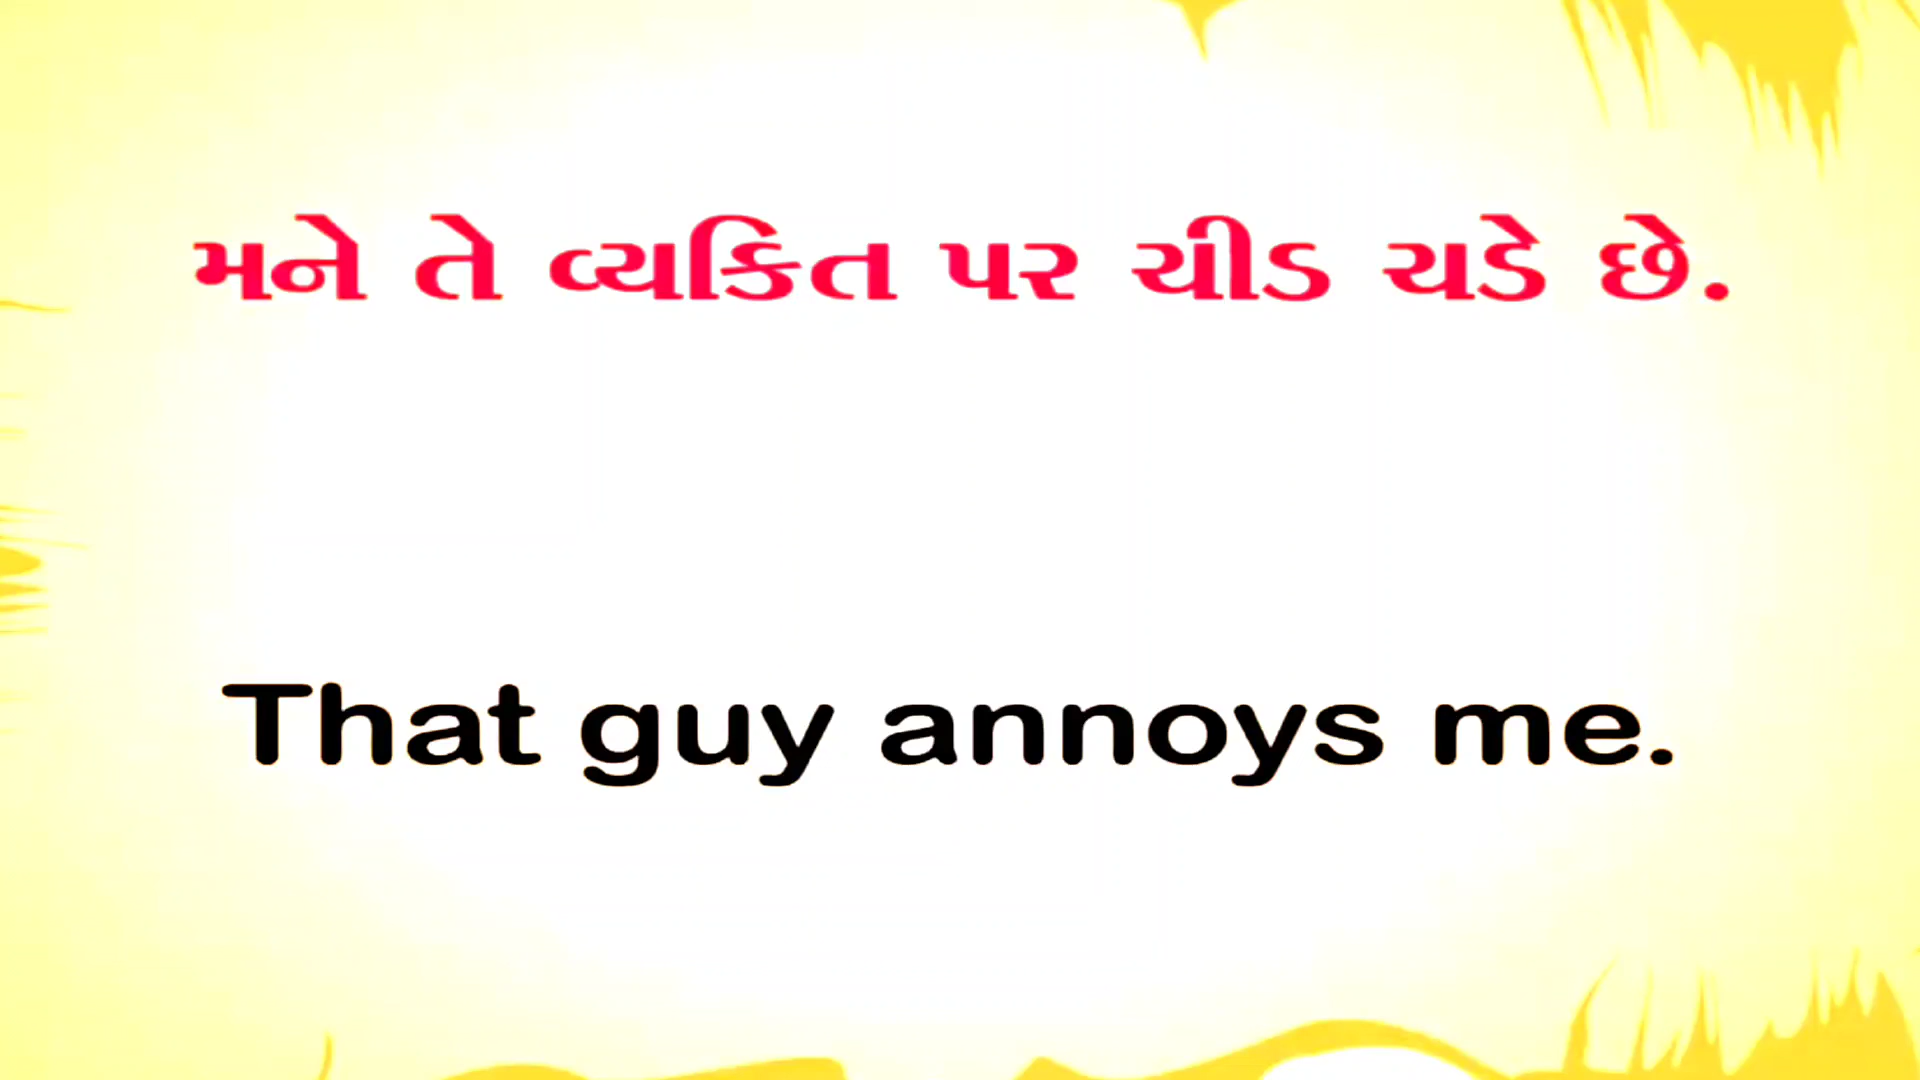 મને તે વ્યકિત પર ચીડ ચડે છે.
That guy annoys me.